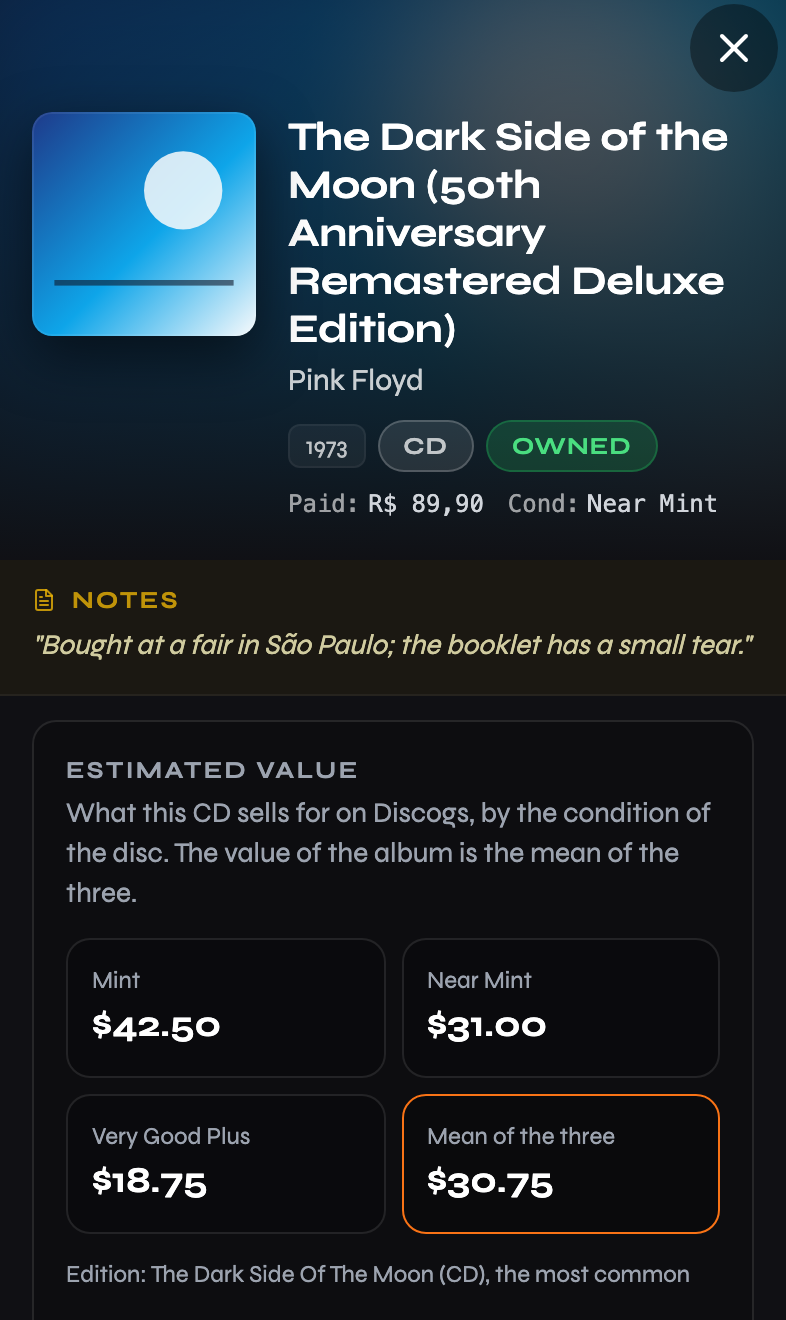 The Dark Side of the
Moon (50th
Anniversary
Remastered Deluxe
Edition)
Pink Floyd
1973 CD OWNED
Paid: R$ 89,90 Cond: Near Mint
NOTES
"Bought at a fair in São Paulo; the booklet has a small tear."
ESTIMATED VALUE
What this CD sells for on Discogs, by the condition of
the disc. The value of the album is the mean of the
three.
Mint
$42.50
Near Mint
$31.00
Very Good Plus
$18.75
Mean of the three
$30.75
Edition: The Dark Side Of The Moon (CD), the most common